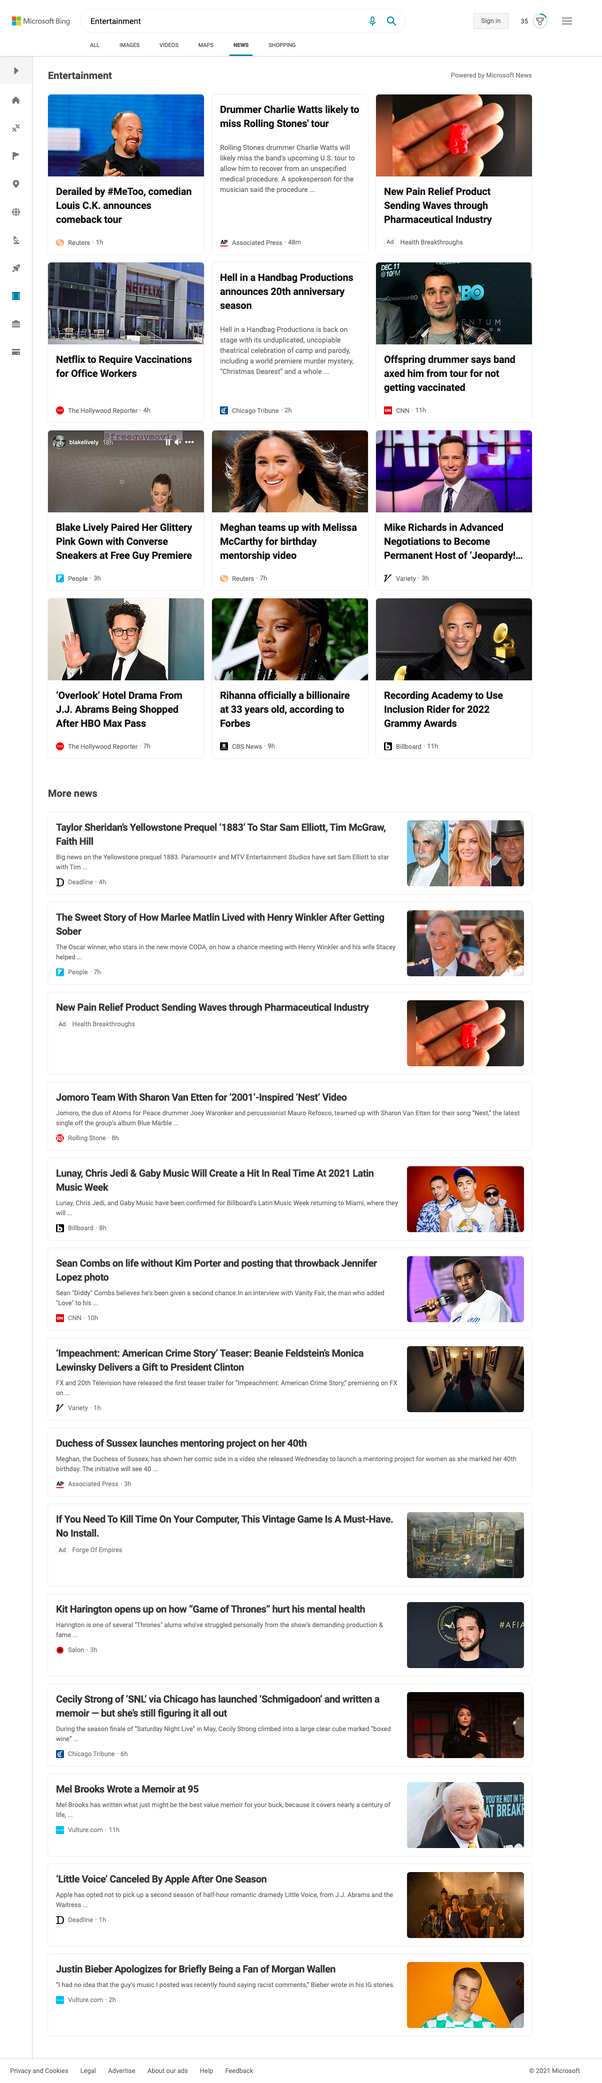 Microsoft Bing
Entertainment
Sign in
35
ALL
IMAGES
VIDEOS
MAPS
NEWS
SHOPPING
Entertainment
Powered by Microsoft News
Derailed by #MeToo, comedian
Louis C.K. announces
comeback tour
Reuters · 1h
Drummer Charlie Watts likely to
miss Rolling Stones' tour
Rolling Stones drummer Charlie Watts will
likely miss the band's upcoming U.S. tour to
allow him to recover from an unspecified
medical procedure. A spokesperson for the
musician said the procedure ...
AP Associated Press · 48m
New Pain Relief Product
Sending Waves through
Pharmaceutical Industry
Ad Health Breakthroughs
NETFLIX
Netflix to Require Vaccinations
for Office Workers
The Hollywood Reporter · 4h
Hell in a Handbag Productions
announces 20th anniversary
season
Hell in a Handbag Productions is back on
stage with its unduplicated, uncopiable
theatrical celebration of camp and parody,
including a world premiere murder mystery,
"Christmas Dearest" and a whole ...
Chicago Tribune · 2h
DEC.11
@10PM
HBO
Offspring drummer says band
axed him from tour for not
getting vaccinated
CNN · 11h
#freeguymovie
blakelively 18h
Blake Lively Paired Her Glittery
Pink Gown with Converse
Sneakers at Free Guy Premiere
People · 3h
Meghan teams up with Melissa
McCarthy for birthday
mentorship video
Reuters · 7h
Mike Richards in Advanced
Negotiations to Become
Permanent Host of 'Jeopardy!...
Variety · 3h
'Overlook' Hotel Drama From
J.J. Abrams Being Shopped
After HBO Max Pass
The Hollywood Reporter · 7h
Rihanna officially a billionaire
at 33 years old, according to
Forbes
CBS News · 9h
Recording Academy to Use
Inclusion Rider for 2022
Grammy Awards
Billboard · 11h
More news
Taylor Sheridan's Yellowstone Prequel '1883' To Star Sam Elliott, Tim McGraw,
Faith Hill
Big news on the Yellowstone prequel 1883. Paramount+ and MTV Entertainment Studios have set Sam Elliott to star
with Tim ...
Deadline · 4h
The Sweet Story of How Marlee Matlin Lived with Henry Winkler After Getting
Sober
The Oscar winner, who stars in the new movie CODA, on how a chance meeting with Henry Winkler and his wife Stacey
helped ...
People · 7h
New Pain Relief Product Sending Waves through Pharmaceutical Industry
Ad Health Breakthroughs
Jomoro Team With Sharon Van Etten for '2001'-Inspired 'Nest' Video
Jomoro, the duo of Atoms for Peace drummer Joey Waronker and percussionist Mauro Refosco, teamed up with Sharon Van Etten for their song "Nest," the latest
single off the group's album Blue Marble ...
Rolling Stone · 8h
Lunay, Chris Jedi & Gaby Music Will Create a Hit In Real Time At 2021 Latin
Music Week
Lunay, Chris Jedi, and Gaby Music have been confirmed for Billboard's Latin Music Week returning to Miami, where they
will ...
Billboard · 8h
Sean Combs on life without Kim Porter and posting that throwback Jennifer
Lopez photo
Sean "Diddy" Combs believes he's been given a second chance.In an interview with Vanity Fair, the man who added
"Love" to his ...
CNN · 10h
'Impeachment: American Crime Story' Teaser: Beanie Feldstein's Monica
Lewinsky Delivers a Gift to President Clinton
FX and 20th Television have released the first teaser trailer for "Impeachment: American Crime Story," premiering on FX
on ...
Variety · 1h
Duchess of Sussex launches mentoring project on her 40th
Meghan, the Duchess of Sussex, has shown her comic side in a video she released Wednesday to launch a mentoring project for women as she marked her 40th
birthday. The initiative will see 40 ...
AP Associated Press · 3h
If You Need To Kill Time On Your Computer, This Vintage Game Is A Must-Have.
No Install.
Ad Forge Of Empires
Kit Harington opens up on how "Game of Thrones" hurt his mental health
Harington is one of several "Thrones" alums who've struggled personally from the show's demanding production &
fame ...
Salon · 3h
#AFIA
Cecily Strong of 'SNL' via Chicago has launched 'Schmigadoon' and written a
memoir — but she's still figuring it all out
During the season finale of "Saturday Night Live" in May, Cecily Strong climbed into a large clear cube marked "boxed
wine" ...
Chicago Tribune · 6h
Mel Brooks Wrote a Memoir at 95
Mel Brooks has written what just might be the best value memoir for your buck, because it covers nearly a century of
life, ...
Vulture.com · 11h
YOU'RE NOT IN TH
AT BREAKF
'Little Voice' Canceled By Apple After One Season
Apple has opted not to pick up a second season of half-hour romantic dramedy Little Voice, from J.J. Abrams and the
Waitress ...
Deadline · 1h
Justin Bieber Apologizes for Briefly Being a Fan of Morgan Wallen
"I had no idea that the guy's music I posted was recently found saying racist comments," Bieber wrote in his IG stories.
Vulture.com · 2h
Privacy and Cookies
Legal
Advertise
About our ads
Help
Feedback
© 2021 Microsoft